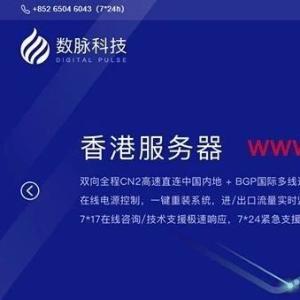 +852 6504 6043（7*24h）
数脉科技
DIGITAL PULSE
香港服务器 www
双向全程CN2高速直连中国内地 + BGP国际多线
在线电源控制，一键重装系统，进/出口流量实时
7*17在线咨询/技术支援极速响应，7*24紧急支